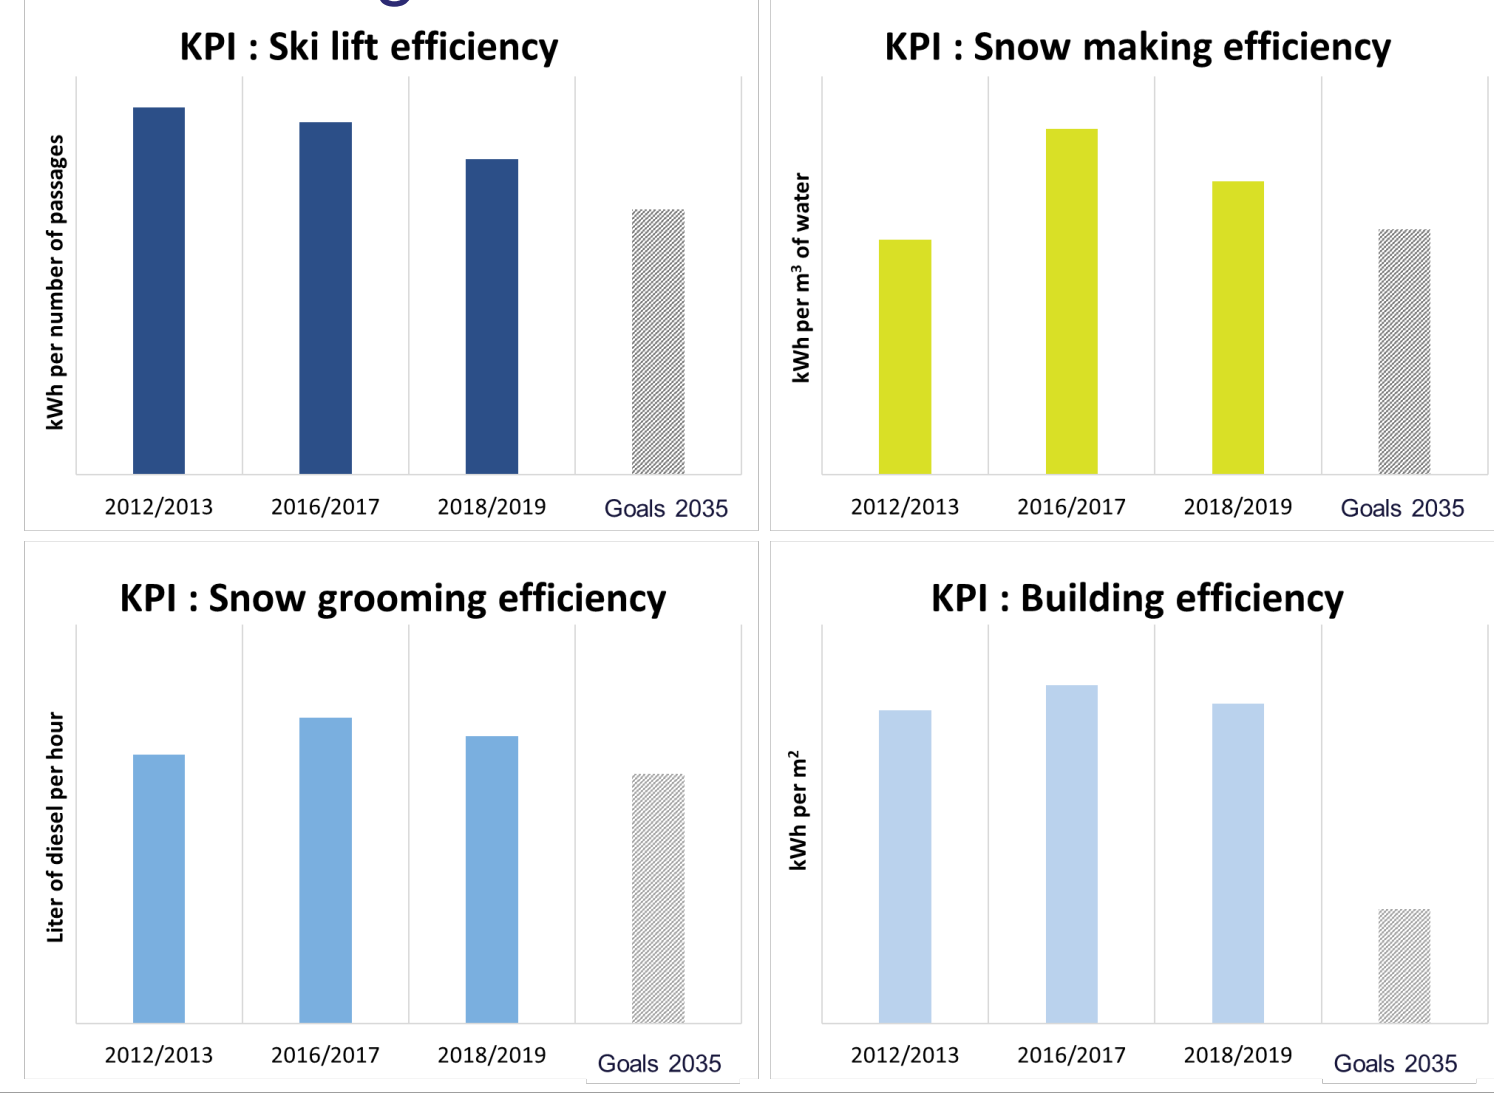 KPI : Ski lift efficiency
kWh per number of passages
2012/2013 2016/2017 2018/2019 Goals 2035
KPI : Snow making efficiency
kWh per m³ of water
2012/2013 2016/2017 2018/2019 Goals 2035
KPI : Snow grooming efficiency
Liter of diesel per hour
2012/2013 2016/2017 2018/2019 Goals 2035
KPI : Building efficiency
kWh per m²
2012/2013 2016/2017 2018/2019 Goals 2035